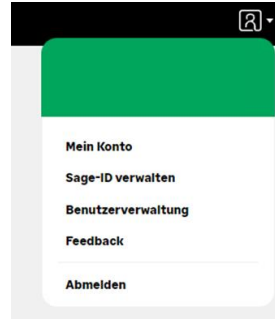 Mein Konto
Sage-ID verwalten
Benutzerverwaltung
Feedback
Abmelden